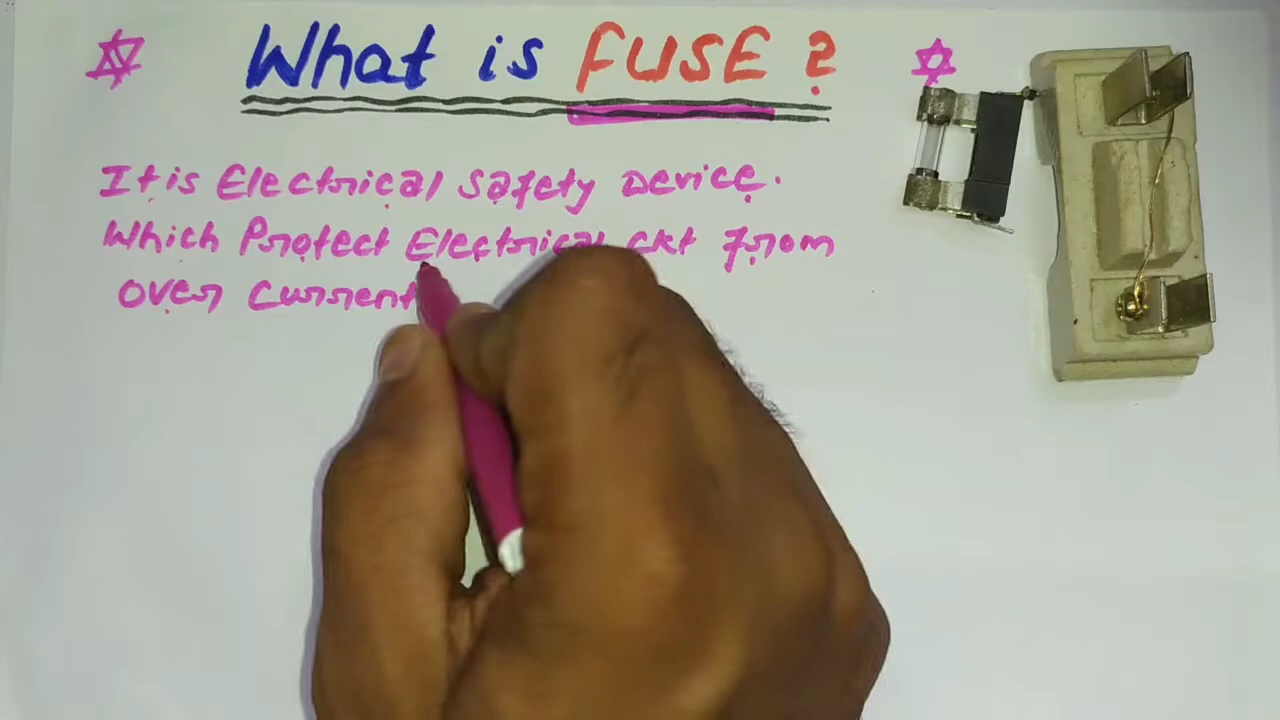 What is FUSE ?
It is Electrical Safety Device.
Which Protect Electrical ckt from
over current